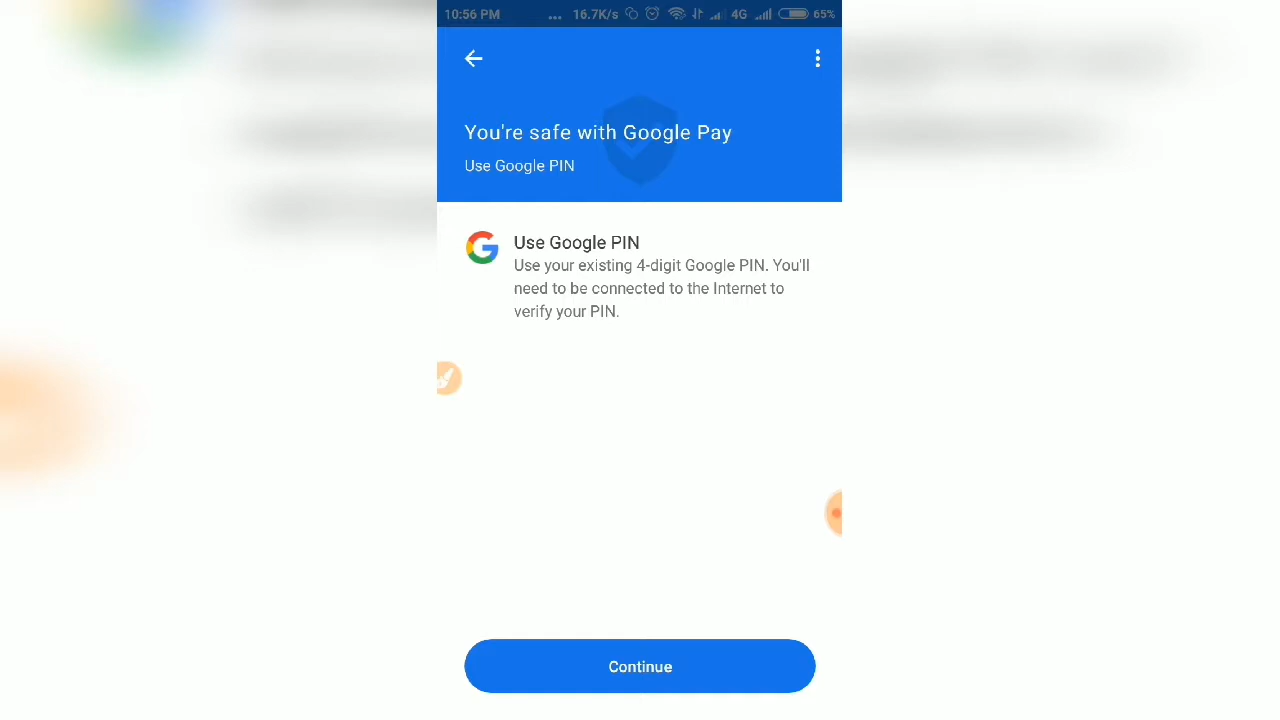 10:56 PM ... 16.7K/s 4G 65%
You're safe with Google Pay
Use Google PIN
Use Google PIN
Use your existing 4-digit Google PIN. You'll
need to be connected to the Internet to
verify your PIN.
Continue